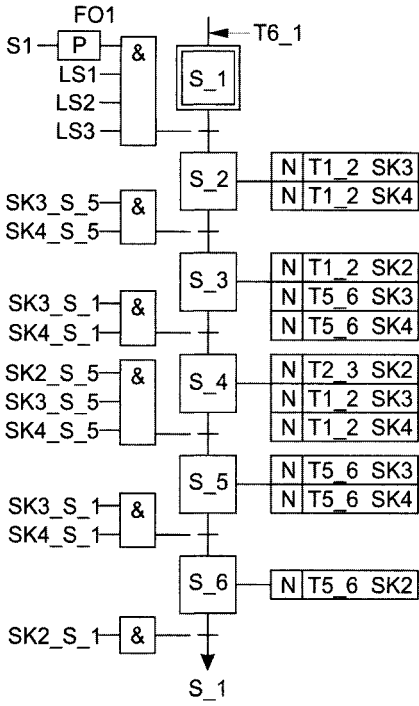 FO1
S1 P & T6_1
LS1
LS2
LS3
S_1
S_2 N T1_2 SK3
N T1_2 SK4
SK3_S_5 &
SK4_S_5
S_3 N T1_2 SK2
N T5_6 SK3
N T5_6 SK4
SK3_S_1 &
SK4_S_1
S_4 N T2_3 SK2
N T1_2 SK3
N T1_2 SK4
SK2_S_5 &
SK3_S_5
SK4_S_5
S_5 N T5_6 SK3
N T5_6 SK4
SK3_S_1 &
SK4_S_1
S_6 N T5_6 SK2
SK2_S_1 &
S_1